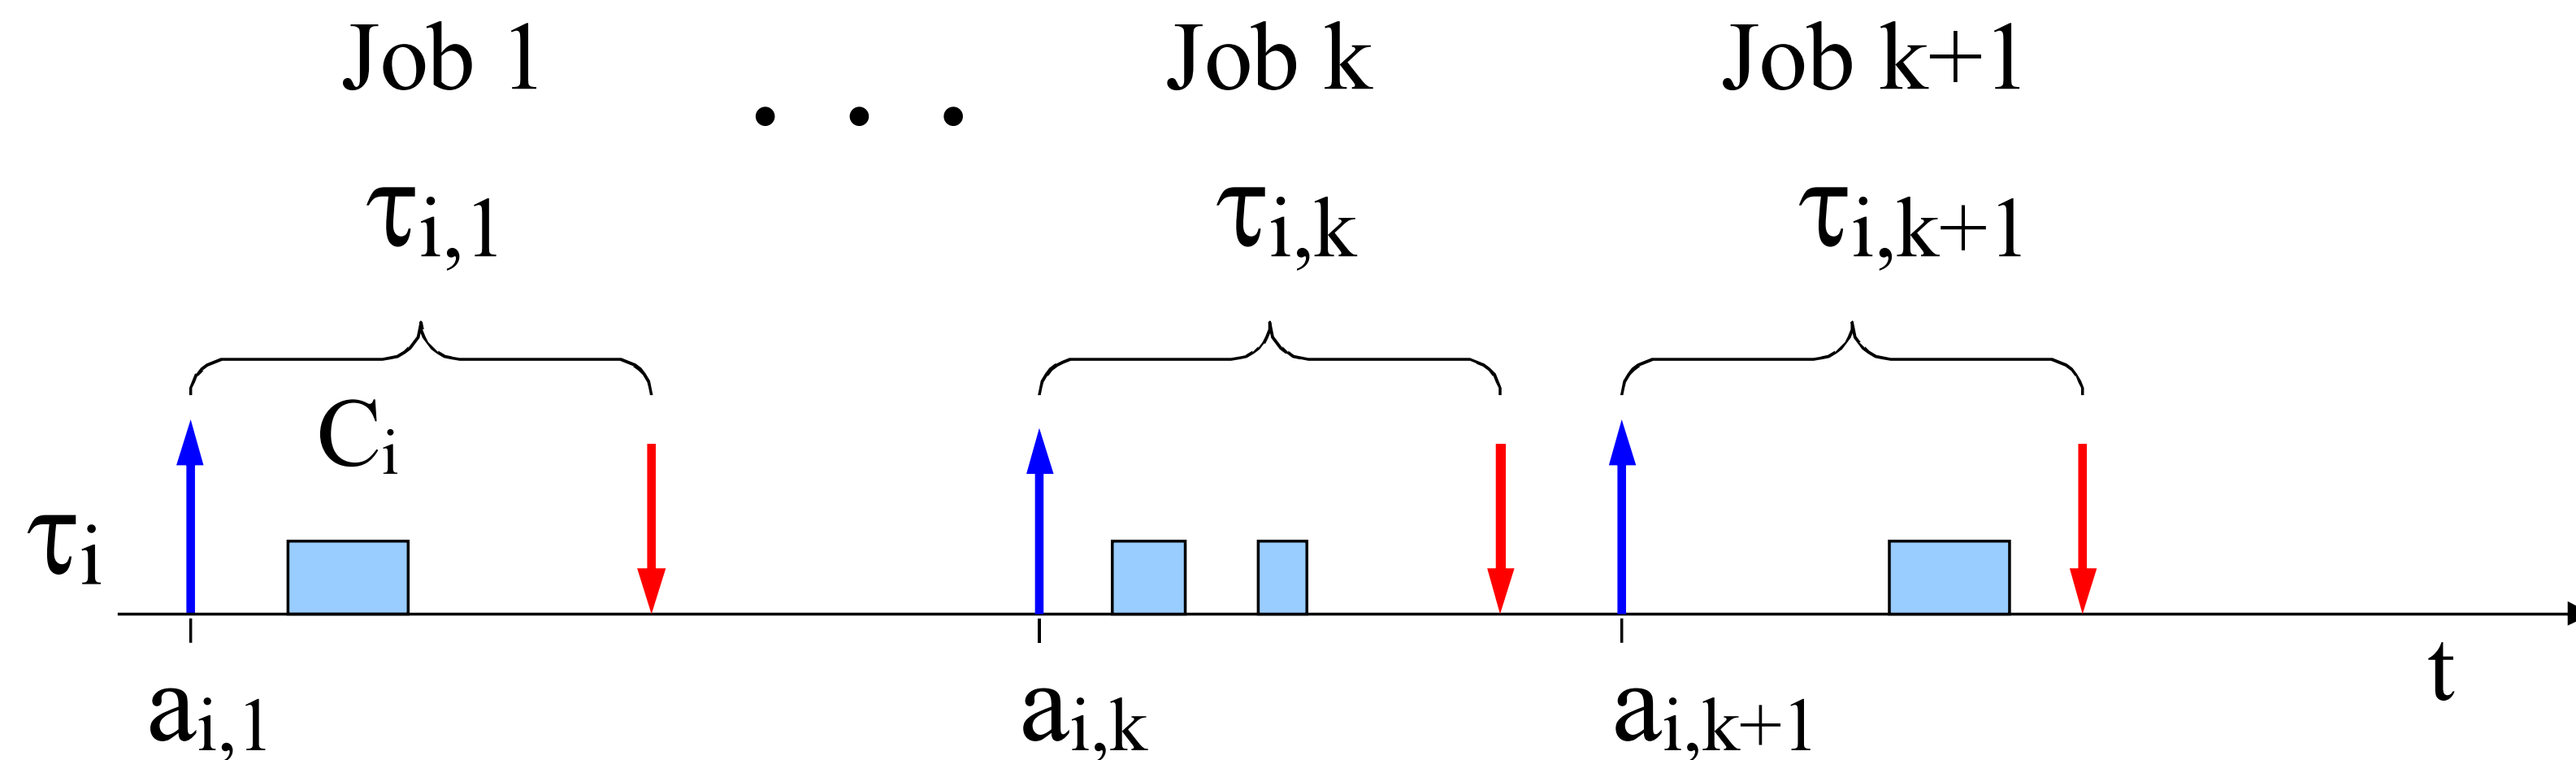 Job 1 . . . Job k Job k+1
τi,1 τi,k τi,k+1
Ci
τi
t
ai,1 ai,k ai,k+1